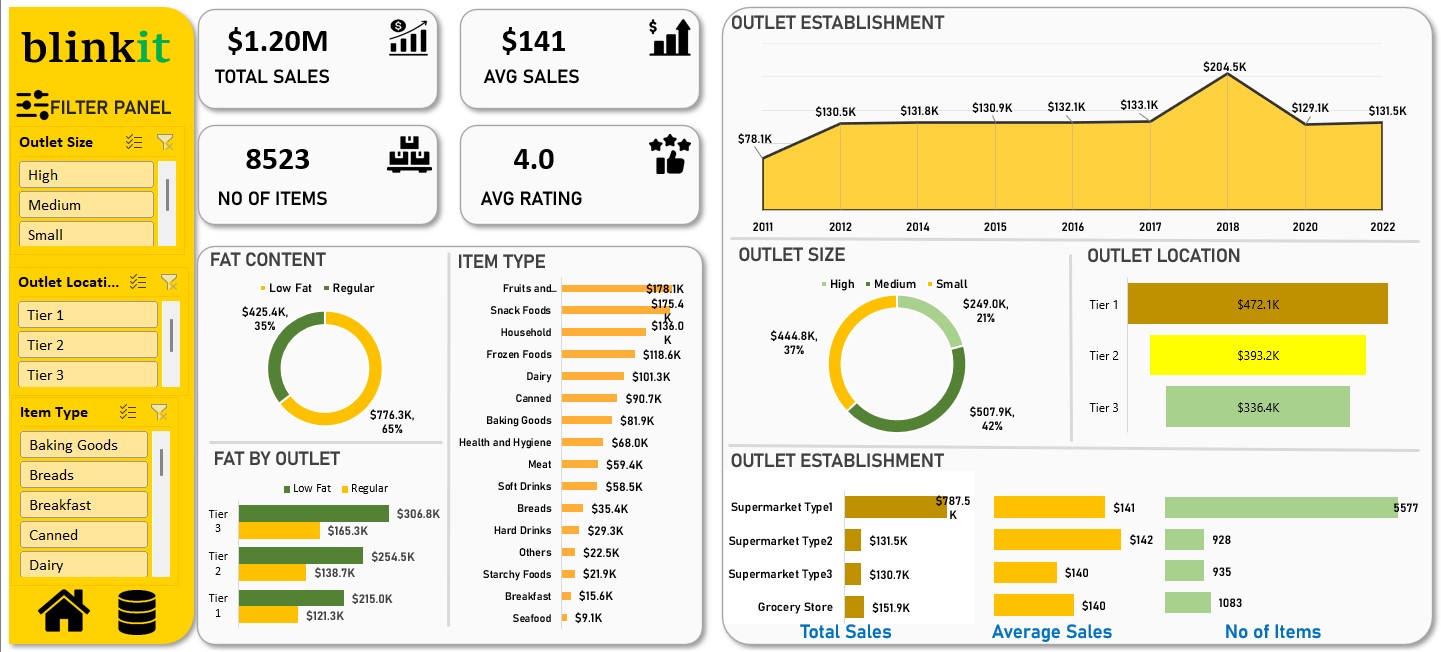 blinkit
FILTER PANEL
Outlet Size
High
Medium
Small
Outlet Locati...
Tier 1
Tier 2
Tier 3
Item Type
Baking Goods
Breads
Breakfast
Canned
Dairy
$1.20M
TOTAL SALES
$
$141
AVG SALES
$
8523
NO OF ITEMS
4.0
AVG RATING
FAT CONTENT
Low Fat Regular
$425.4K,
35%
$776.3K,
65%
FAT BY OUTLET
Low Fat Regular
Tier
3
$306.8K
$165.3K
Tier
2
$254.5K
$138.7K
Tier
1
$215.0K
$121.3K
ITEM TYPE
Fruits and... $178.1K
Snack Foods $175.4
K
Household $136.0
K
Frozen Foods $118.6K
Dairy $101.3K
Canned $90.7K
Baking Goods $81.9K
Health and Hygiene $68.0K
Meat $59.4K
Soft Drinks $58.5K
Breads $35.4K
Hard Drinks $29.3K
Others $22.5K
Starchy Foods $21.9K
Breakfast $15.6K
Seafood $9.1K
OUTLET ESTABLISHMENT
$78.1K $130.5K $131.8K $130.9K $132.1K $133.1K $204.5K $129.1K $131.5K
2011 2012 2014 2015 2016 2017 2018 2020 2022
OUTLET SIZE
High Medium Small
$249.0K,
21%
$444.8K,
37%
$507.9K,
42%
OUTLET LOCATION
Tier 1 $472.1K
Tier 2 $393.2K
Tier 3 $336.4K
OUTLET ESTABLISHMENT
Supermarket Type1 $787.5
K
$141 5577
Supermarket Type2 $131.5K $142 928
Supermarket Type3 $130.7K $140 935
Grocery Store $151.9K $140 1083
Total Sales Average Sales No of Items